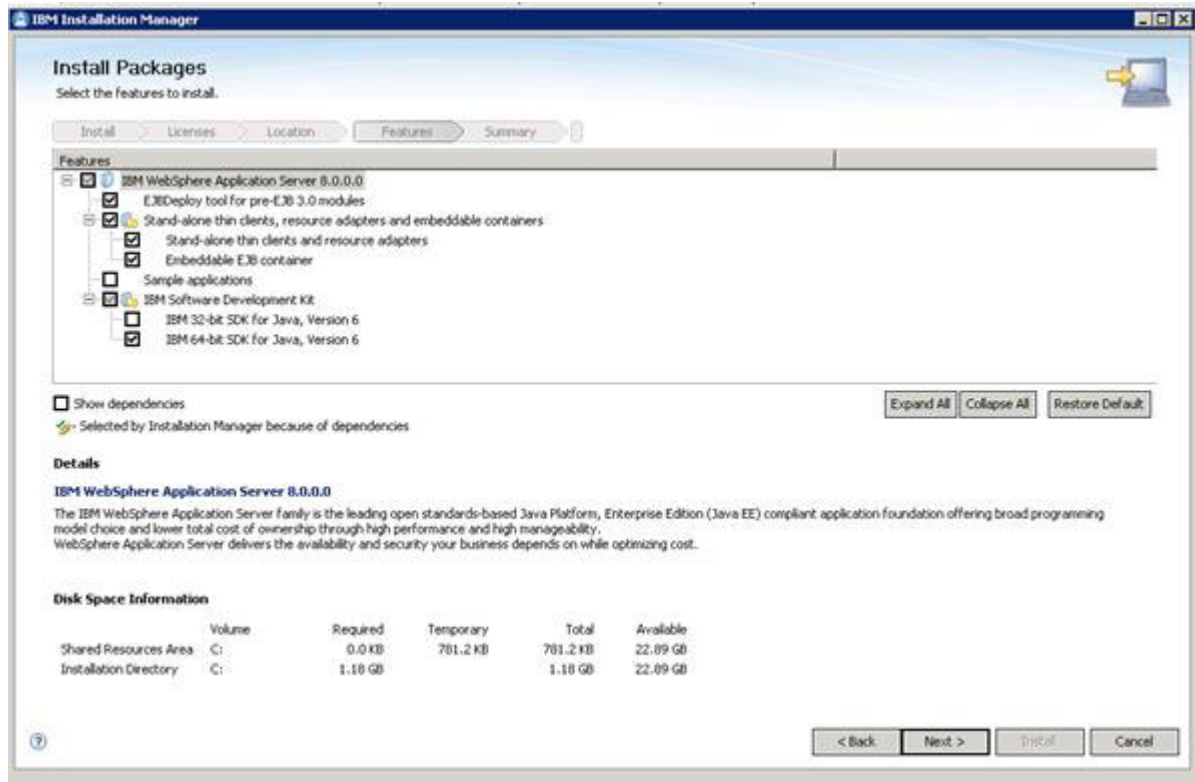 IBM Installation Manager
Install Packages
Select the features to install.
Install Licenses Location Features Summary
Features
IBM WebSphere Application Server 8.0.0.0
EJBDeploy tool for pre-EJB 3.0 modules
Stand-alone thin clients, resource adapters and embeddable containers
Stand-alone thin clients and resource adapters
Embeddable EJB container
Sample applications
IBM Software Development Kit
IBM 32-bit SDK for Java, Version 6
IBM 64-bit SDK for Java, Version 6
Show dependencies Expand All Collapse All Restore Default
- Selected by Installation Manager because of dependencies
Details
IBM WebSphere Application Server 8.0.0.0
The IBM WebSphere Application Server family is the leading open standards-based Java Platform, Enterprise Edition (Java EE) compliant application foundation offering broad programming
model choice and lower total cost of ownership through high performance and high manageability.
WebSphere Application Server delivers the availability and security your business depends on while optimizing cost.
Disk Space Information
Volume Required Temporary Total Available
Shared Resources Area C: 0.0 KB 781.2 KB 781.2 KB 22.89 GB
Installation Directory C: 1.18 GB 1.18 GB 22.89 GB
? < Back Next > Install Cancel